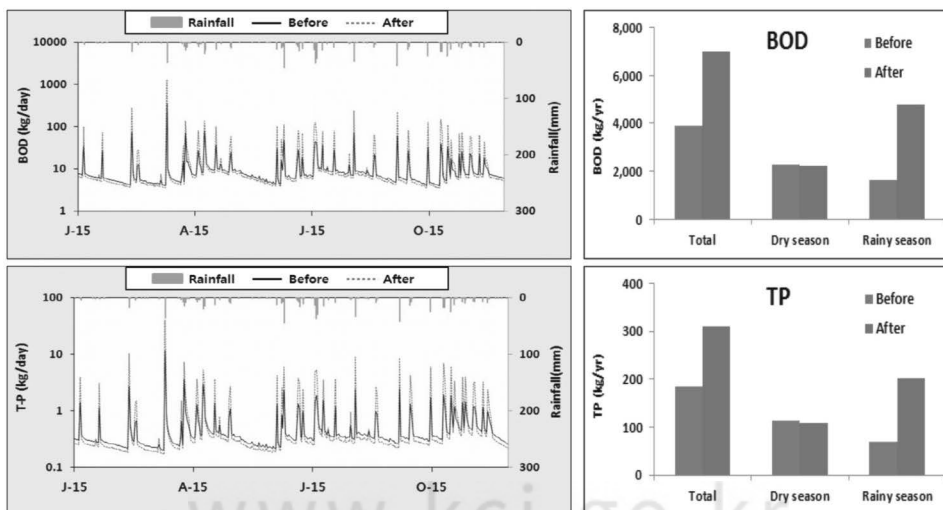 Rainfall Before After
10000
1000
100
10
1
BOD (kg/day)
0
100
200
300
Rainfall(mm)
J-15 A-15 J-15 O-15
BOD
Before
After
8,000
6,000
4,000
2,000
0
BOD (kg/yr)
Total Dry season Rainy season
Rainfall Before After
100
10
1
0.1
T-P (kg/day)
0
100
200
300
Rainfall(mm)
J-15 A-15 J-15 O-15
TP
Before
After
400
300
200
100
0
TP (kg/yr)
Total Dry season Rainy season
www.kci.go.kr